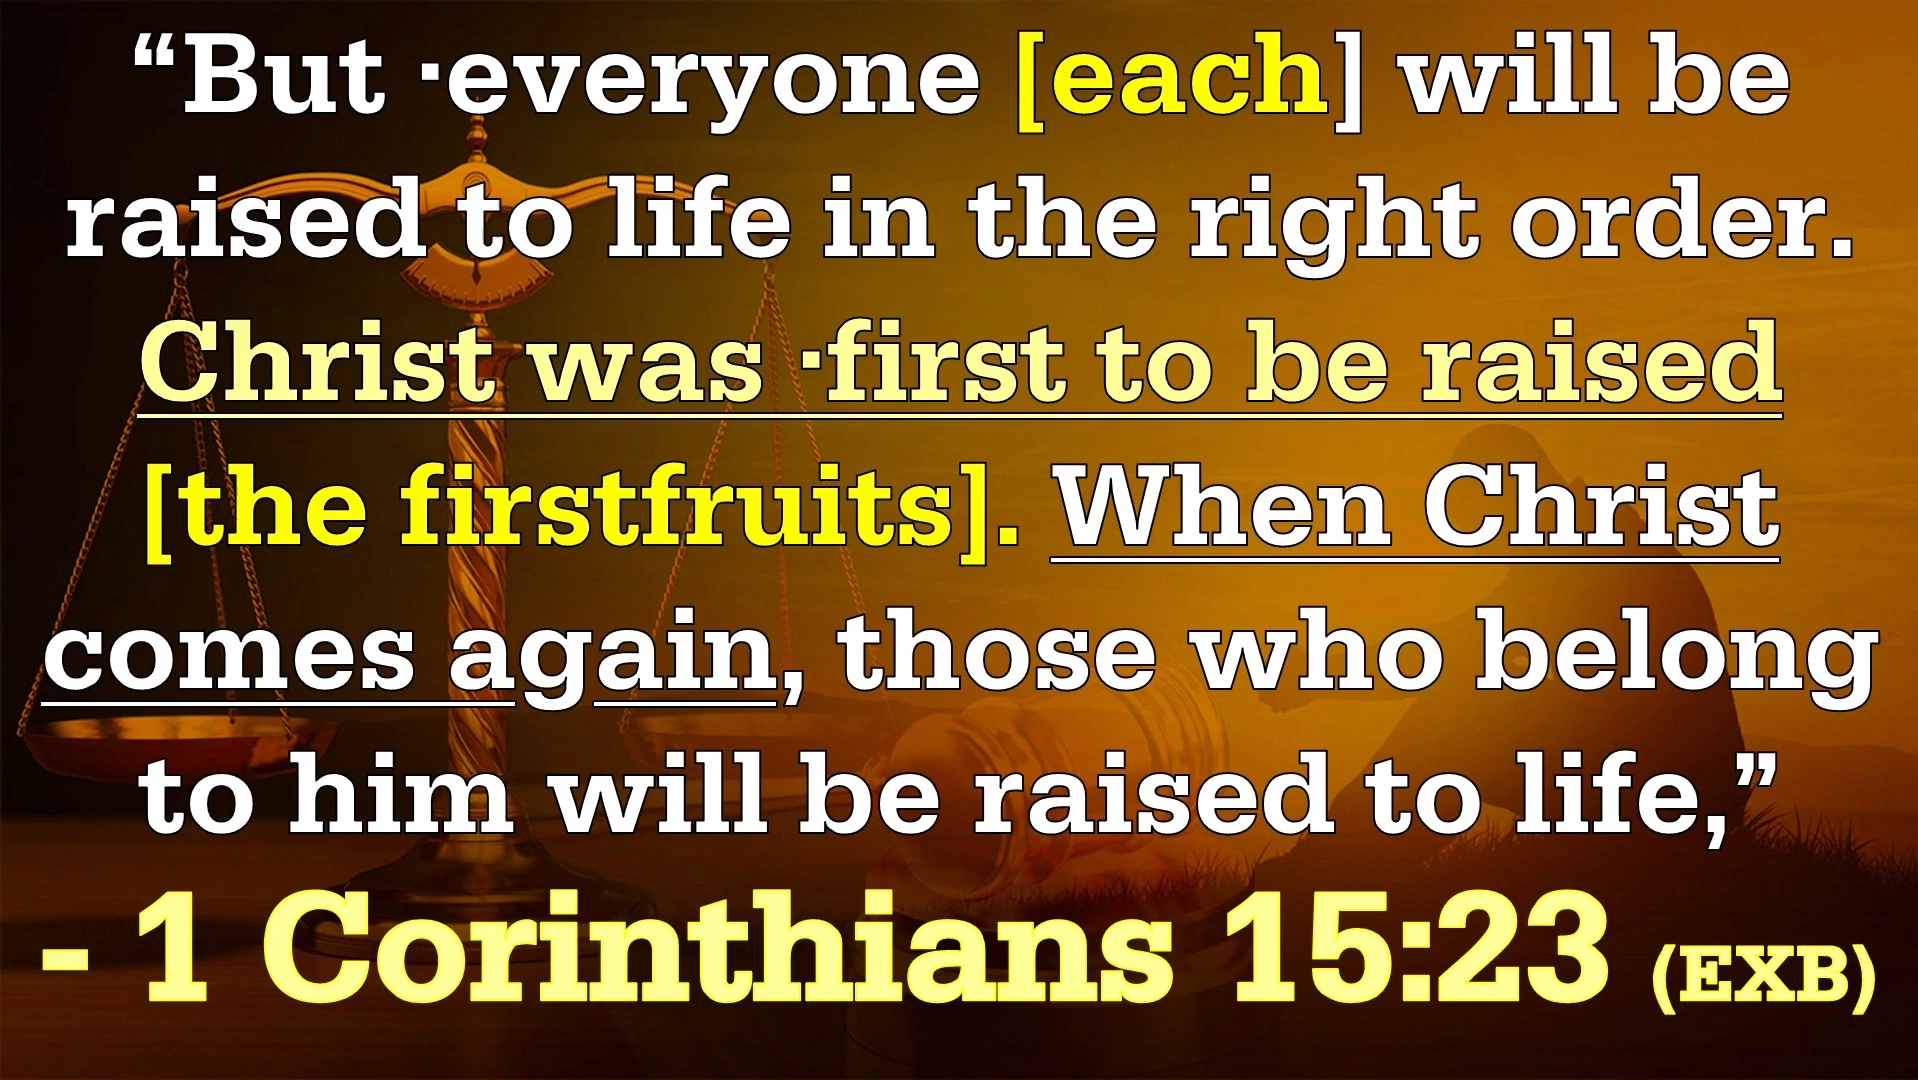 “But ·everyone [each] will be
raised to life in the right order.
Christ was ·first to be raised
[the firstfruits]. When Christ
comes again, those who belong
to him will be raised to life,”
- 1 Corinthians 15:23 (EXB)